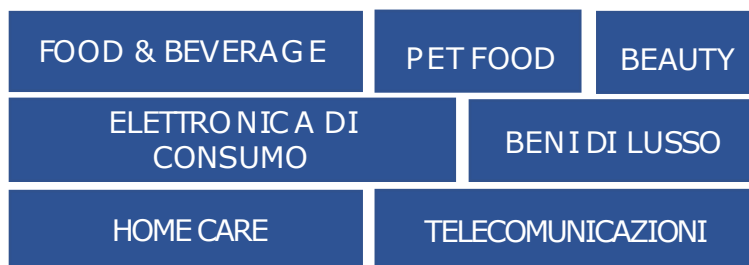 FOOD & BEVERAGE
PET FOOD
BEAUTY
ELETTRONICA DI
CONSUMO
BENI DI LUSSO
HOME CARE
TELECOMUNICAZIONI